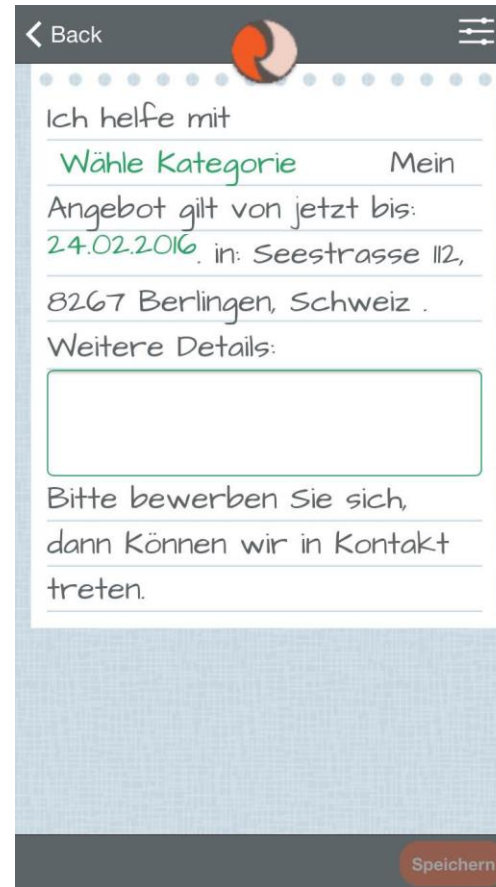 Back
Ich helfe mit
Wähle Kategorie Mein
Angebot gilt von jetzt bis:
24.02.2016. in: Seestrasse 112,
8267 Berlingen, Schweiz .
Weitere Details:
Bitte bewerben Sie sich,
dann Können wir in Kontakt
treten.
Speichern